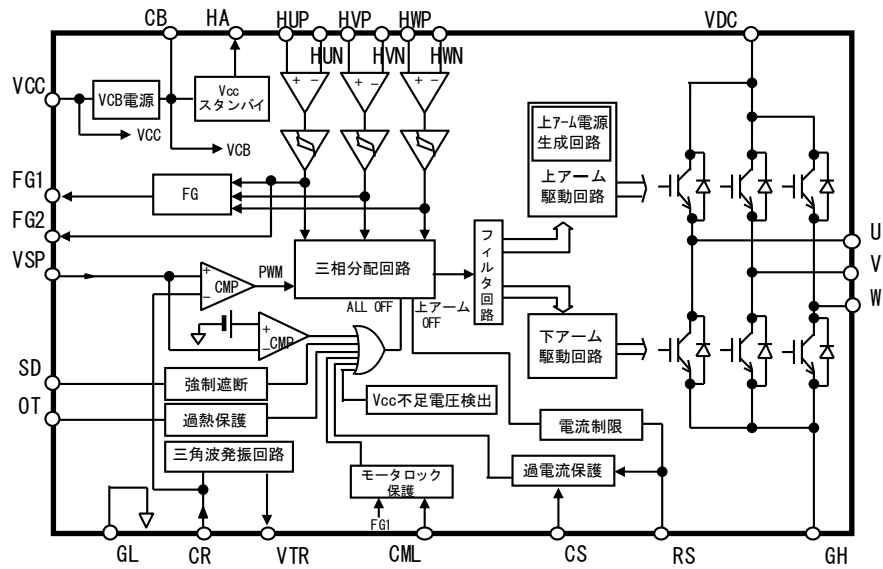 CB
HA
HUP
HVP
HWP
VDC
HUN
HVN
HWN
VCC
VCB電源
Vcc
スタンバイ
+ −
+ −
+ −
VCC
VCB
上アーム電源
生成回路
上アーム
駆動回路
FG1
FG
FG2
U
VSP
三相分配回路
フィルタ回路
V
+
−
CMP
PWM
W
ALL OFF
上アーム
OFF
+
−
CMP
下アーム
駆動回路
SD
強制遮断
OT
過熱保護
Vcc不足電圧検出
電流制限
三角波発振回路
モータロック
保護
過電流保護
FG1
GL
CR
VTR
CML
CS
RS
GH